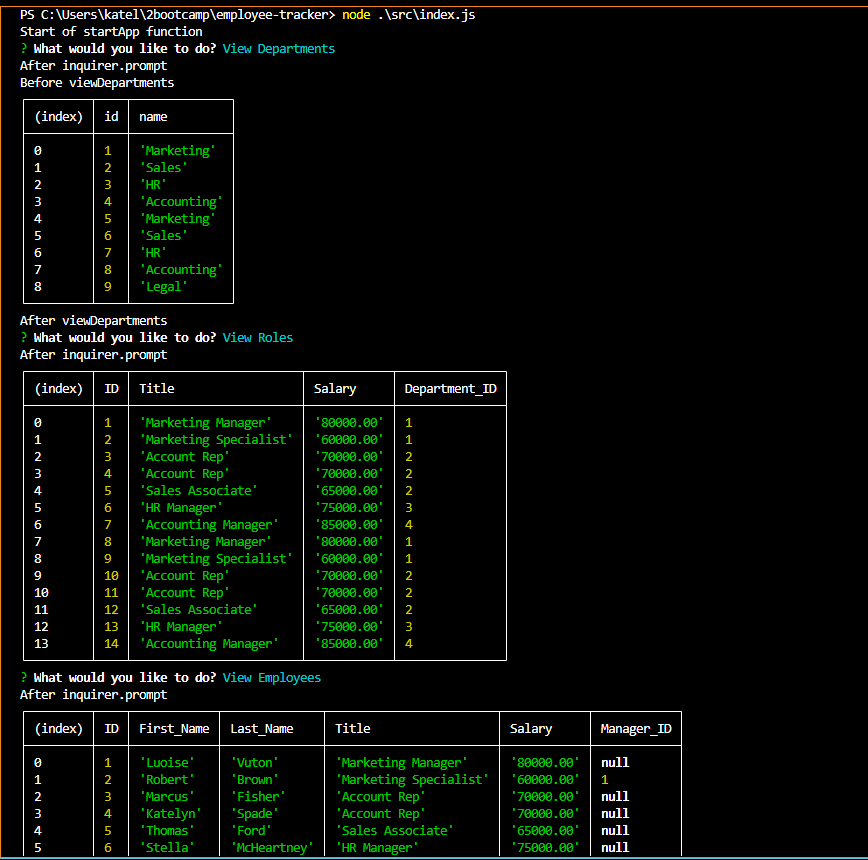 PS C:\Users\katel\2bootcamp\employee-tracker> node .\src\index.js
Start of startApp function
? What would you like to do? View Departments
After inquirer.prompt
Before viewDepartments
(index) id name
0 1 'Marketing'
1 2 'Sales'
2 3 'HR'
3 4 'Accounting'
4 5 'Marketing'
5 6 'Sales'
6 7 'HR'
7 8 'Accounting'
8 9 'Legal'
After viewDepartments
? What would you like to do? View Roles
After inquirer.prompt
(index) ID Title Salary Department_ID
0 1 'Marketing Manager' '80000.00' 1
1 2 'Marketing Specialist' '60000.00' 1
2 3 'Account Rep' '70000.00' 2
3 4 'Account Rep' '70000.00' 2
4 5 'Sales Associate' '65000.00' 2
5 6 'HR Manager' '75000.00' 3
6 7 'Accounting Manager' '85000.00' 4
7 8 'Marketing Manager' '80000.00' 1
8 9 'Marketing Specialist' '60000.00' 1
9 10 'Account Rep' '70000.00' 2
10 11 'Account Rep' '70000.00' 2
11 12 'Sales Associate' '65000.00' 2
12 13 'HR Manager' '75000.00' 3
13 14 'Accounting Manager' '85000.00' 4
? What would you like to do? View Employees
After inquirer.prompt
(index) ID First_Name Last_Name Title Salary Manager_ID
0 1 'Luoise' 'Vuton' 'Marketing Manager' '80000.00' null
1 2 'Robert' 'Brown' 'Marketing Specialist' '60000.00' 1
2 3 'Marcus' 'Fisher' 'Account Rep' '70000.00' null
3 4 'Katelyn' 'Spade' 'Account Rep' '70000.00' null
4 5 'Thomas' 'Ford' 'Sales Associate' '65000.00' null
5 6 'Stella' 'McHeartney' 'HR Manager' '75000.00' null